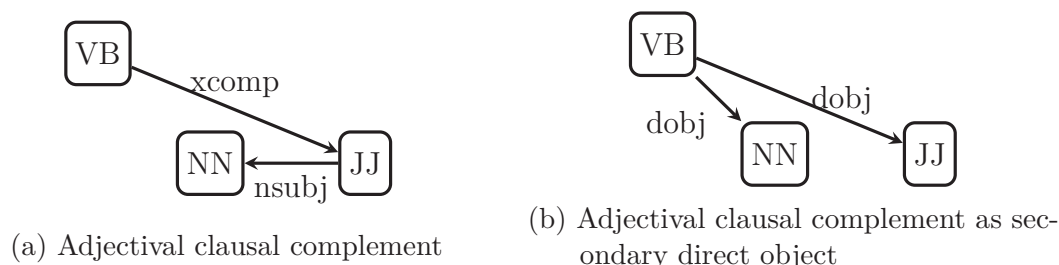 VB
xcomp
NN
JJ
nsubj
(a) Adjectival clausal complement
VB
dobj
dobj
NN
JJ
(b) Adjectival clausal complement as sec-
ondary direct object